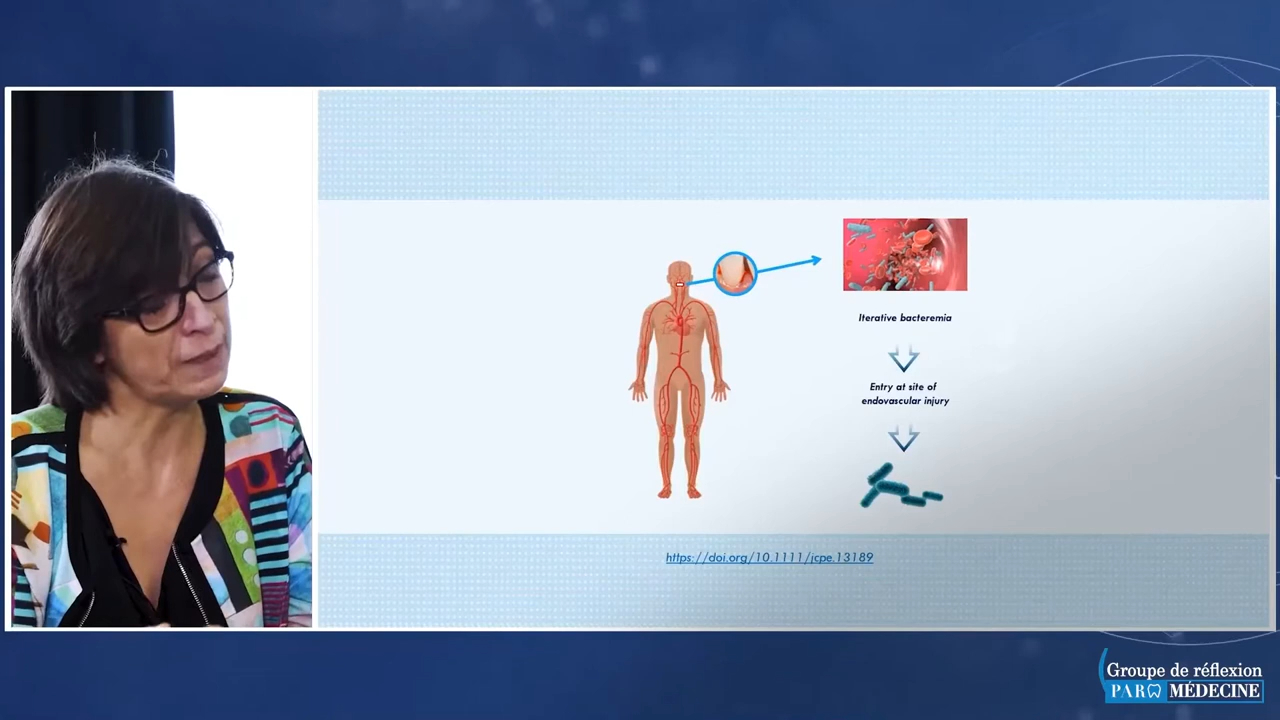 Iterative bacteremia
Entry at site of
endovascular injury
https://doi.org/10.1111/jcpe.13189
Groupe de réflexion
PARO MÉDECINE